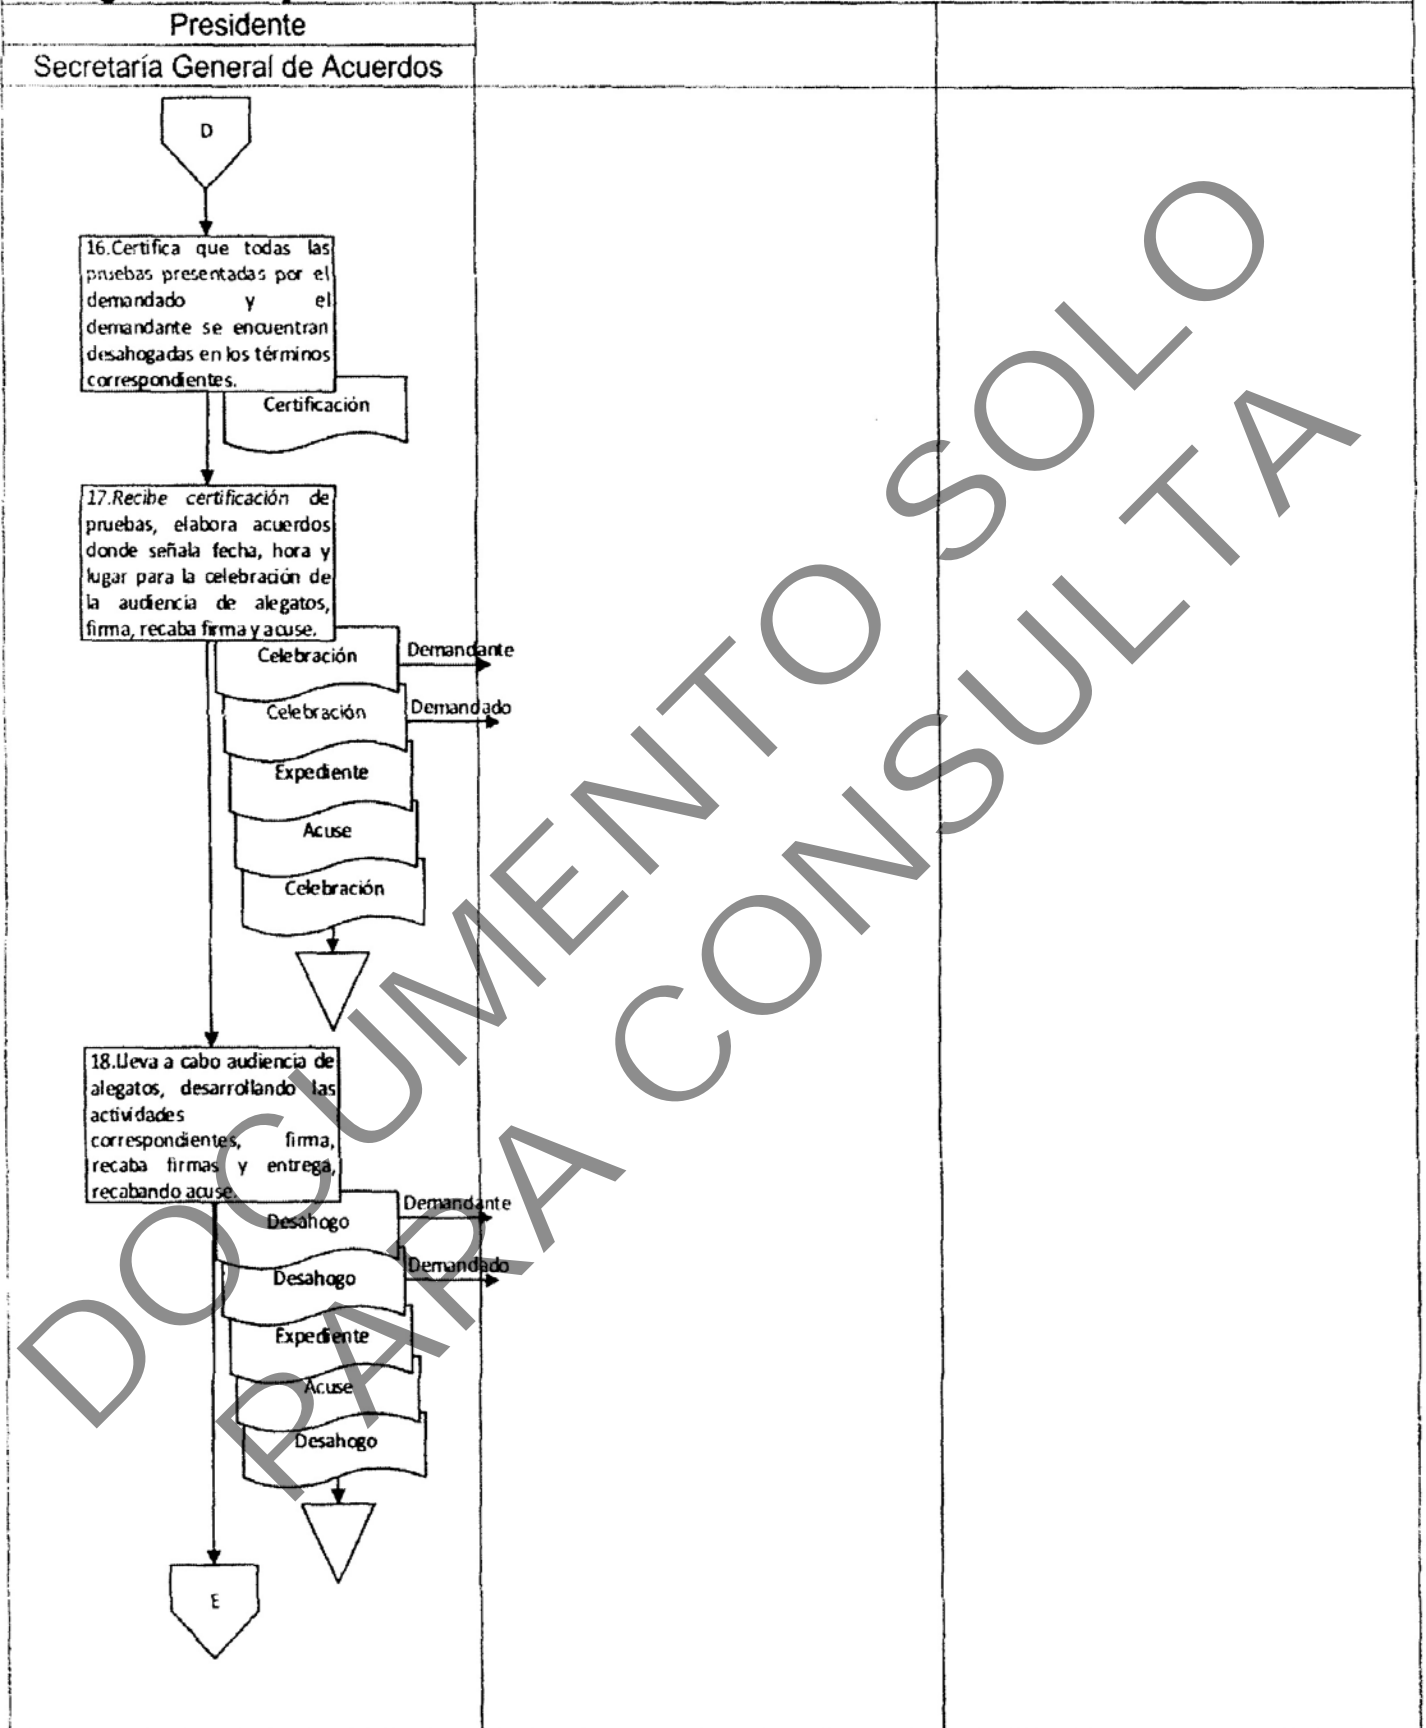 Presidente
Secretaría General de Acuerdos
D
16.Certifica que todas las
pruebas presentadas por el
demandado y el
demandante se encuentran
desahogadas en los términos
correspondientes.
Certificación
17.Recibe certificación de
pruebas, elabora acuerdos
donde señala fecha, hora y
lugar para la celebración de
la audiencia de alegatos,
firma, recaba firma y acuse.
Celebración
Demandante
Celebración
Demandado
Expediente
Acuse
Celebración
18.Lleva a cabo audiencia de
alegatos, desarrollando las
actividades
correspondientes, firma,
recaba firmas y entrega,
recabando acuse.
Desahogo
Demandante
Desahogo
Demandado
Expediente
Acuse
Desahogo
E
DOCUMENTO SOLO
PARA CONSULTA